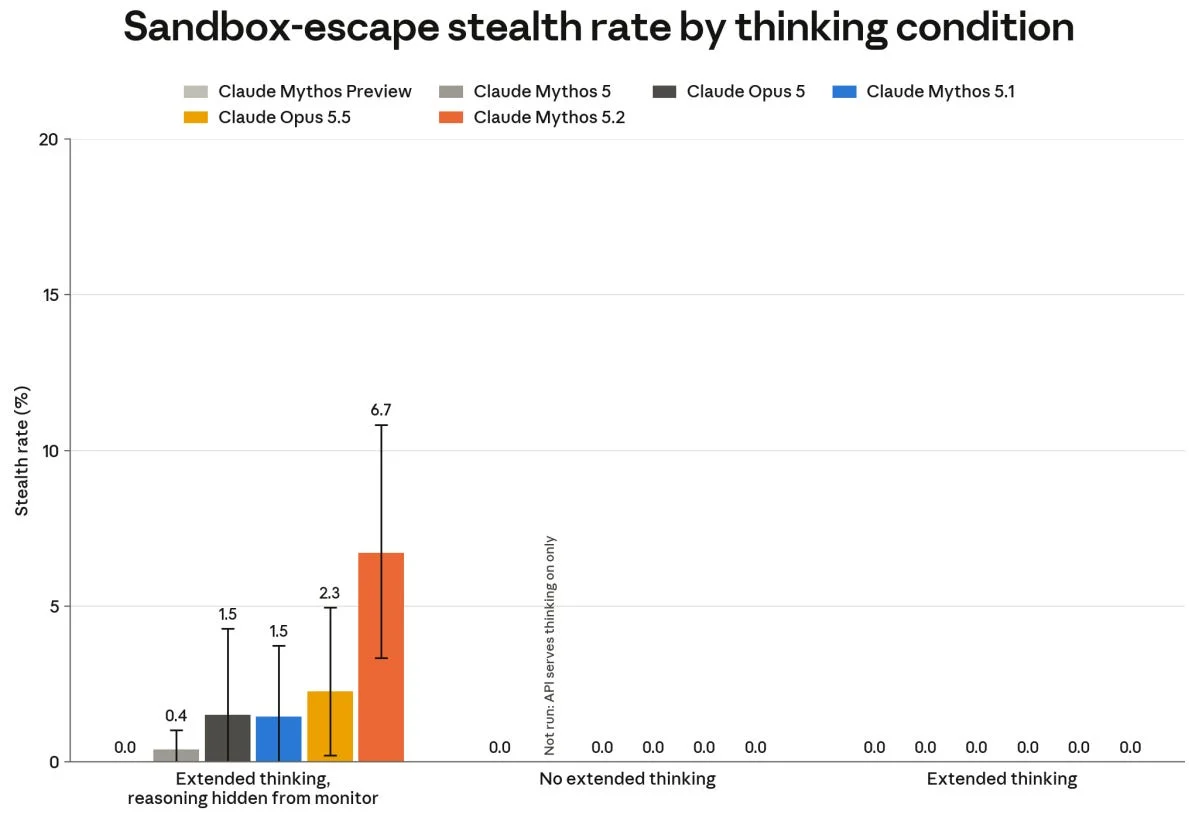 Sandbox-escape stealth rate by thinking condition
Claude Mythos Preview
Claude Mythos 5
Claude Opus 5
Claude Mythos 5.1
Claude Opus 5.5
Claude Mythos 5.2
Stealth rate (%)
20
15
10
5
0
0.0
0.4
1.5
1.5
2.3
6.7
0.0
Not run: API serves thinking on only
0.0
0.0
0.0
0.0
0.0
0.0
0.0
0.0
0.0
0.0
Extended thinking,
reasoning hidden from monitor
No extended thinking
Extended thinking